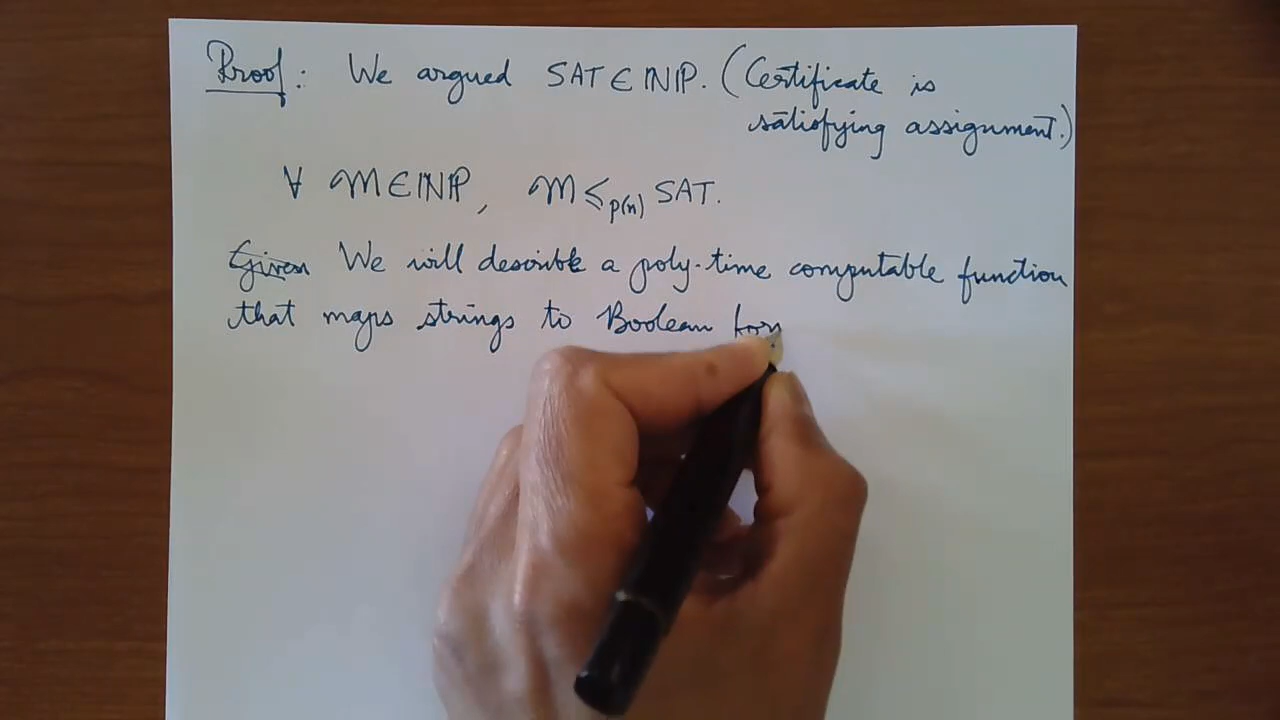 Proof: We argued SAT∈NP. (Certificate is
satisfying assignment.)
∀ M∈NP, M ≤p(n) SAT.
Given We will describe a poly-time computable function
that maps strings to Boolean form